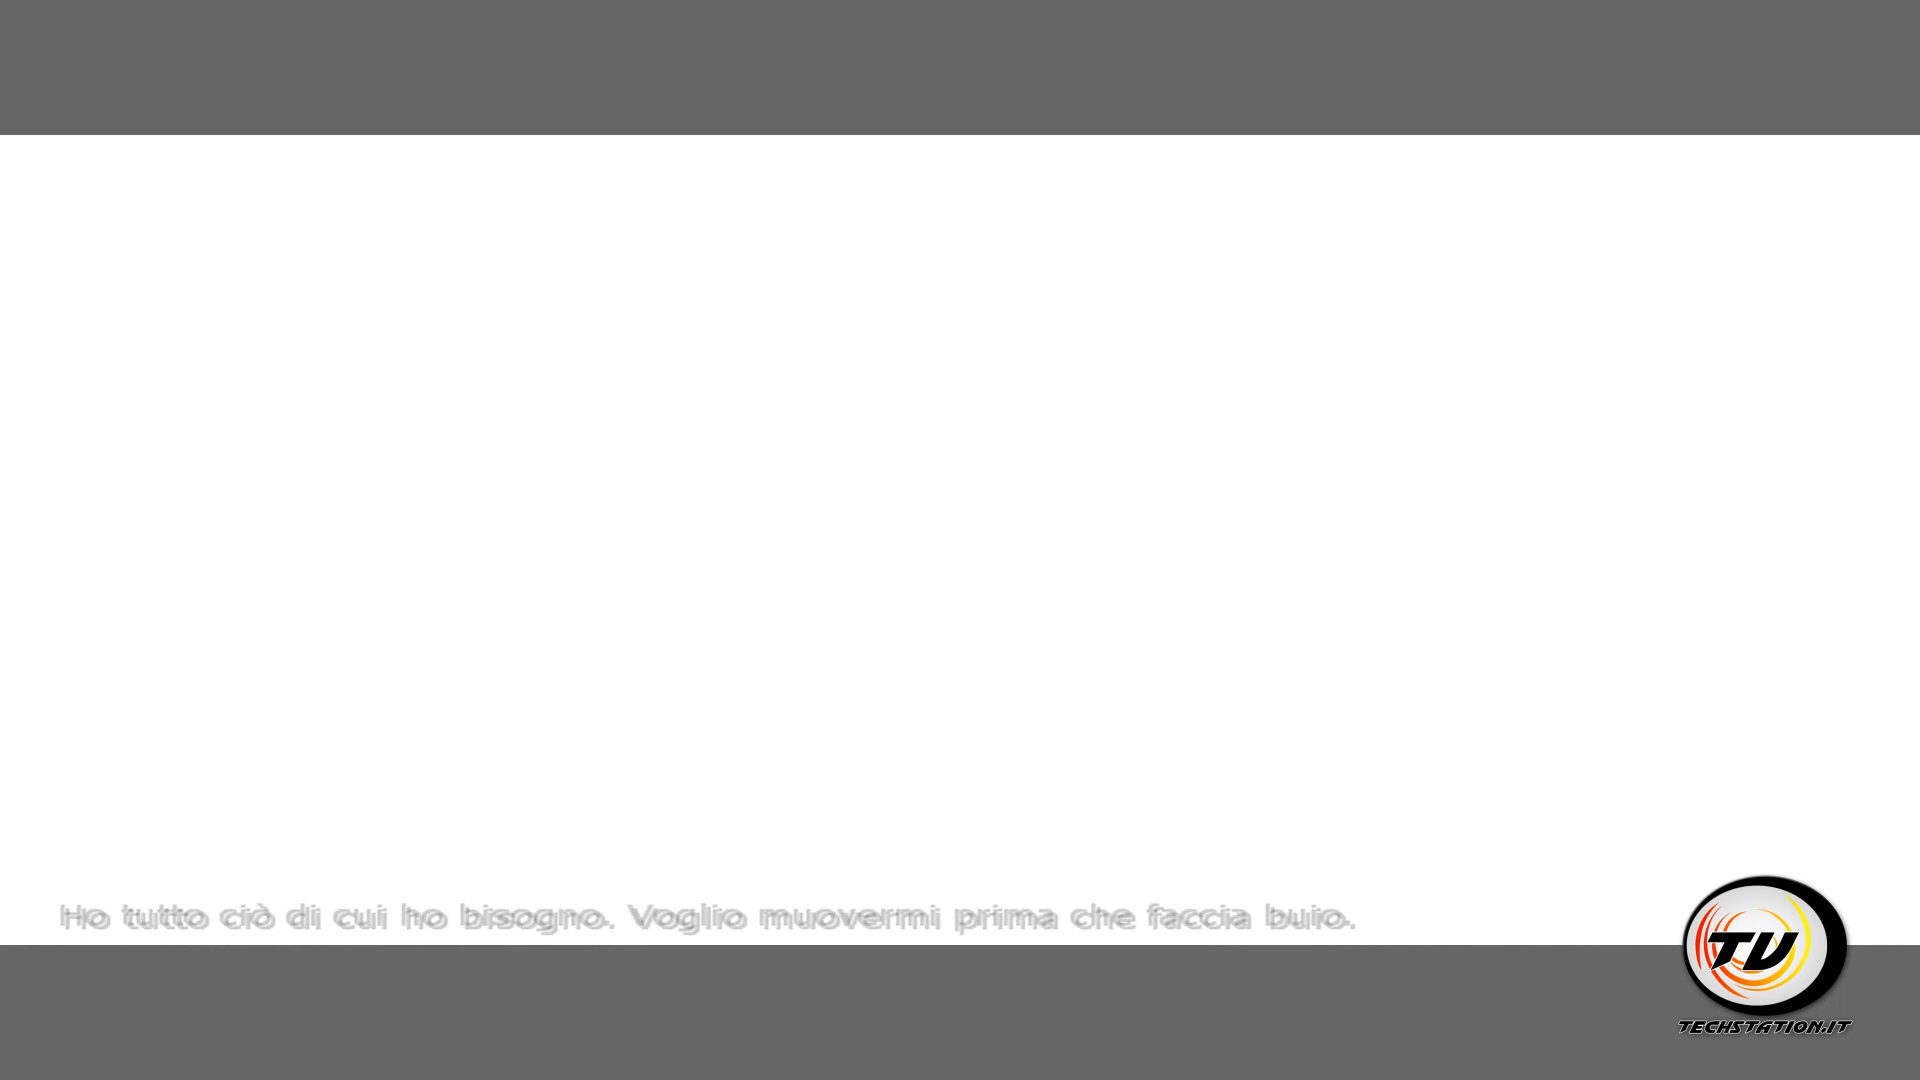 Ho tutto ciò di cui ho bisogno. Voglio muovermi prima che faccia buio.
TV
TECHSTATION.IT